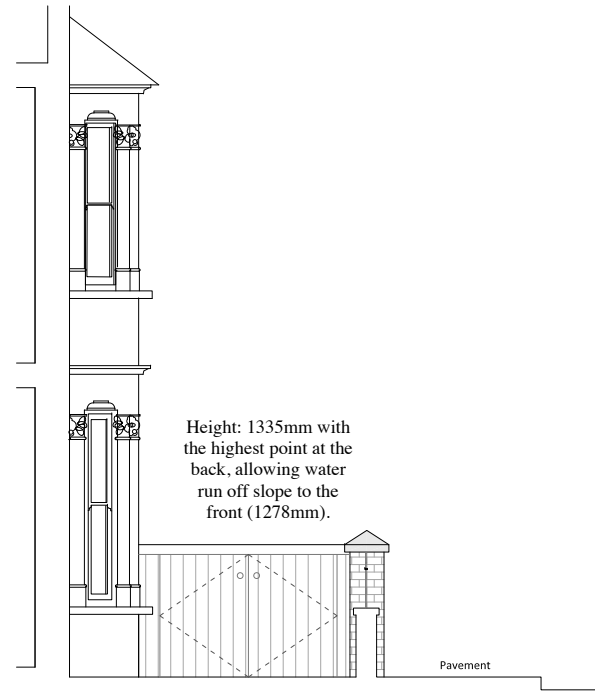 Height: 1335mm with
the highest point at the
back, allowing water
run off slope to the
front (1278mm).
Pavement